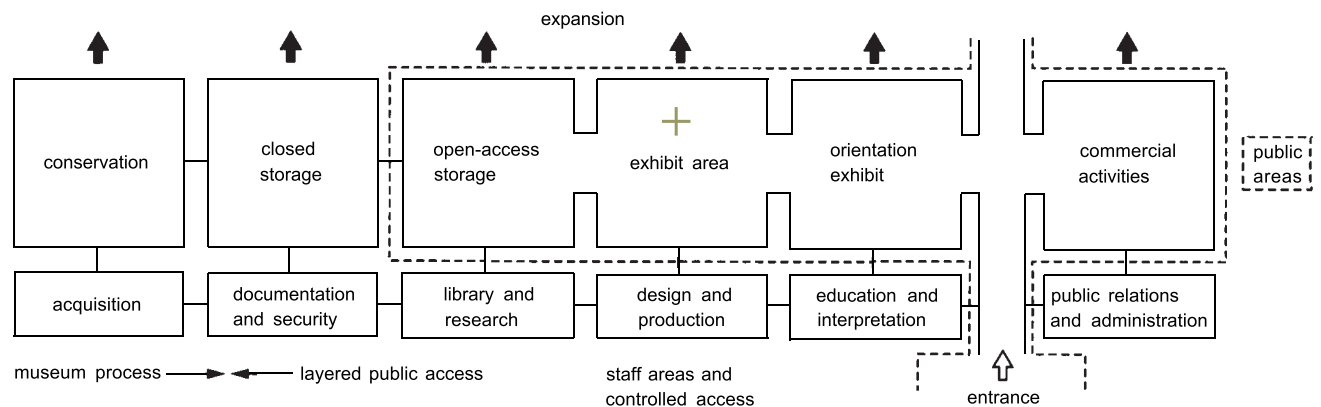 expansion
conservation
closed
storage
open-access
storage
exhibit area
orientation
exhibit
commercial
activities
public
areas
acquisition
documentation
and security
library and
research
design and
production
education and
interpretation
public relations
and administration
museum process
layered public access
staff areas and
controlled access
entrance